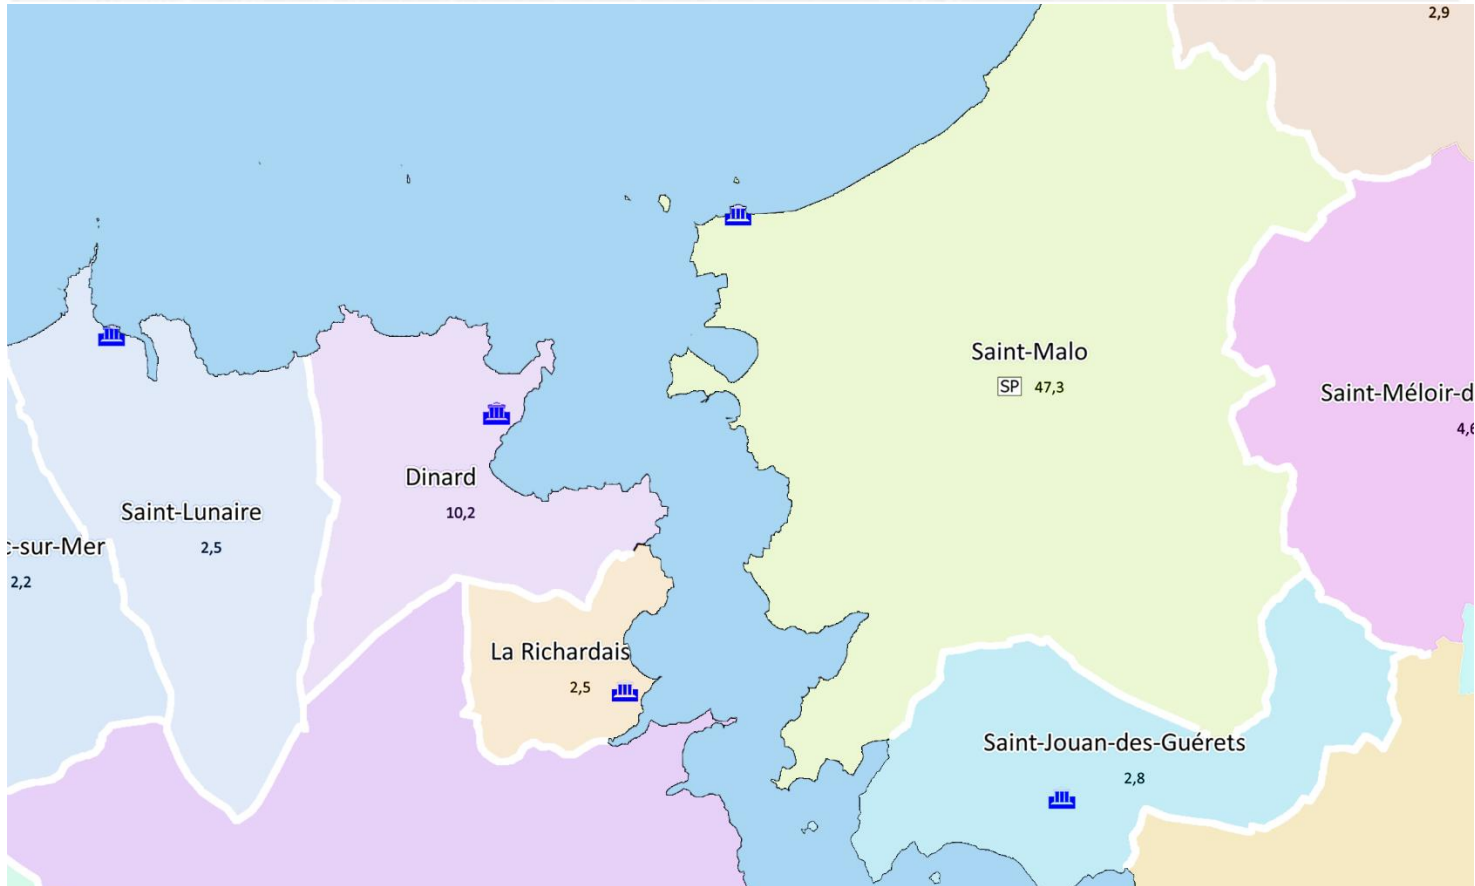 2,9
Saint-Malo
SP 47,3
Saint-Méloir-d
4,6
Dinard
10,2
Saint-Lunaire
2,5
c-sur-Mer
2,2
La Richardais
2,5
Saint-Jouan-des-Guérets
2,8